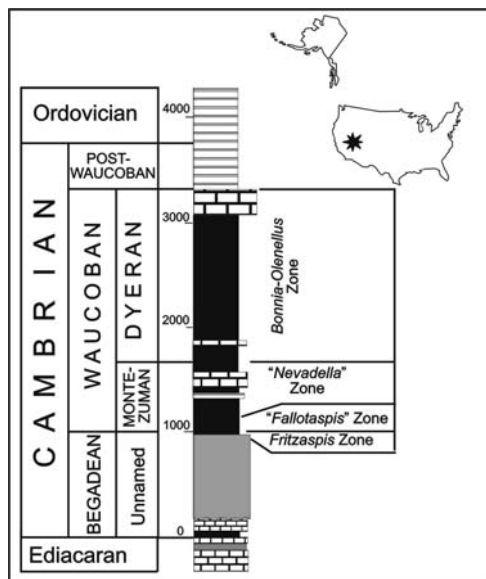 Ordovician
POST-
WAUCOBAN
CAMBRIAN
WAUCOBAN
DYERAN
MONTE-
ZUMAN
BEGADEAN
Unnamed
Ediacaran
4000
3000
2000
1000
0
Bonnia-Olenellus
Zone
"Nevadella"
Zone
"Fallotaspis" Zone
Fritzaspis Zone